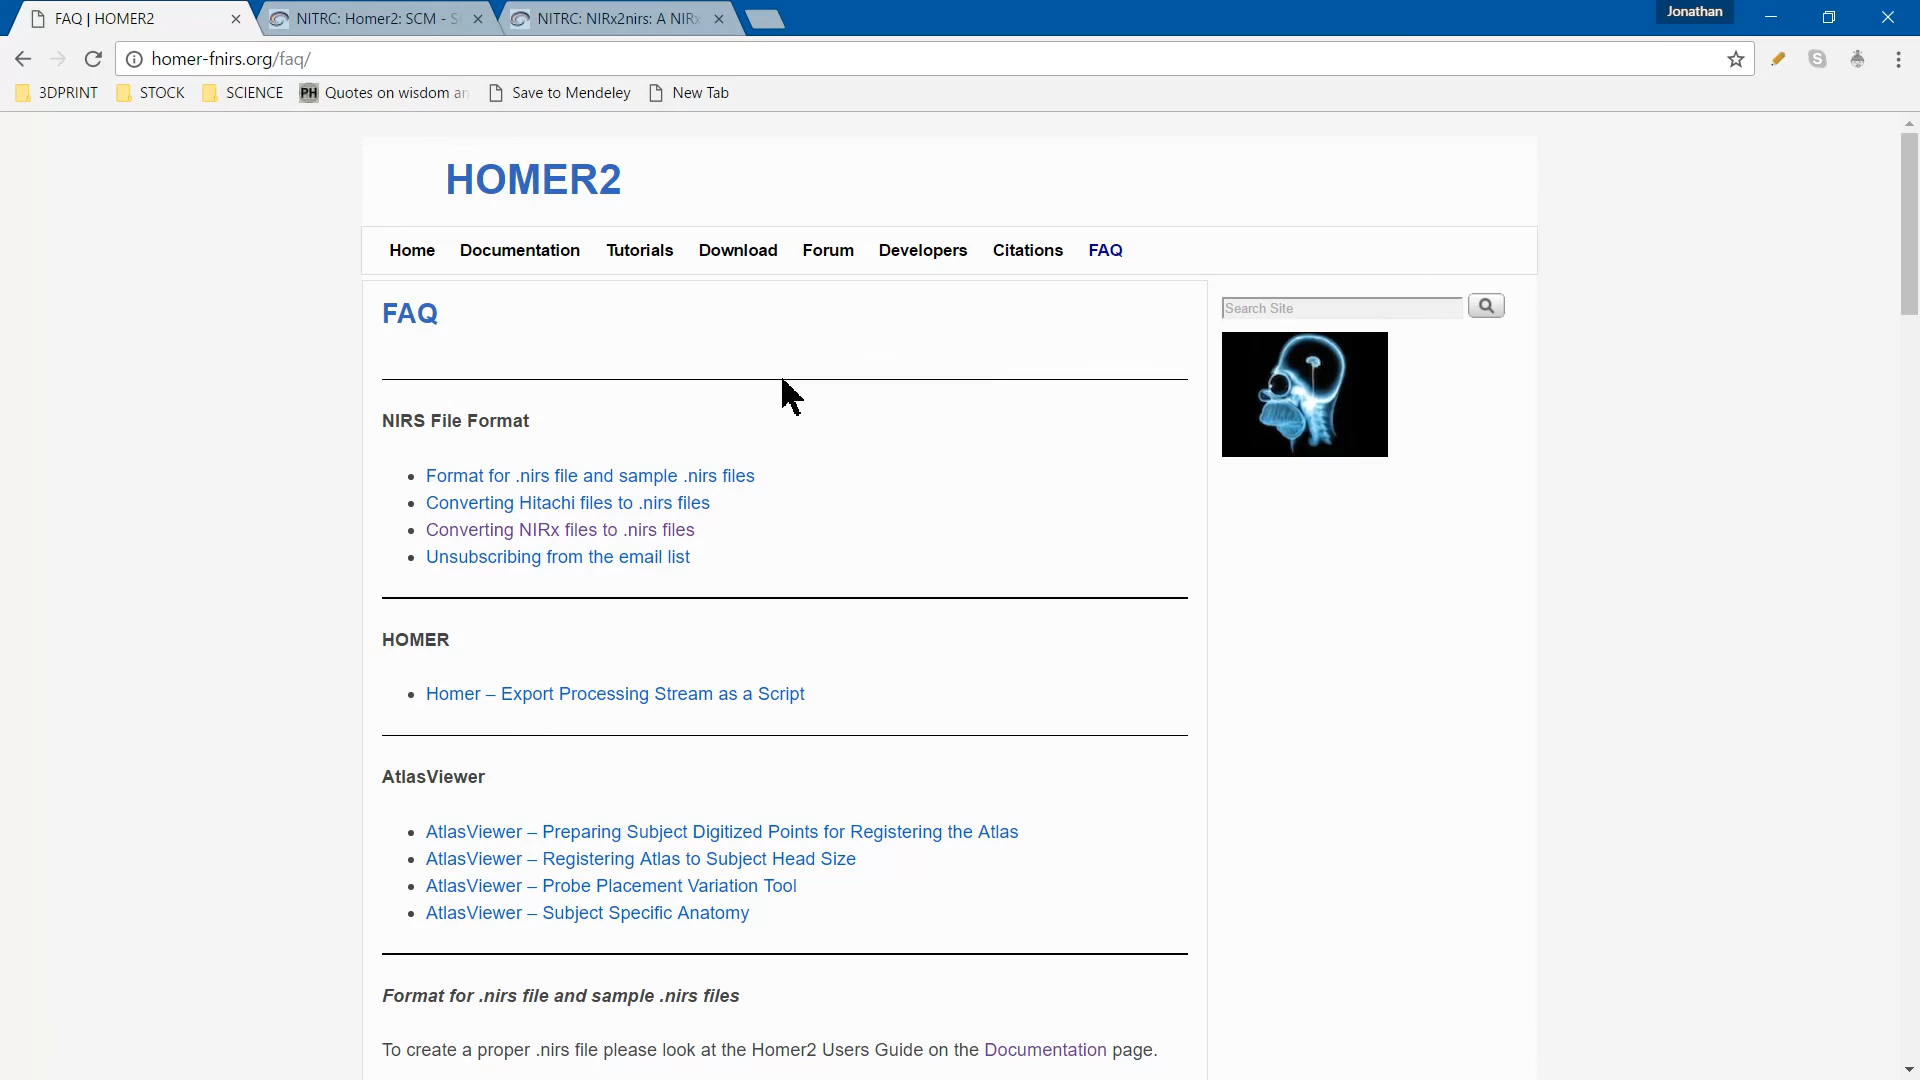 FAQ | HOMER2
NITRC: Homer2: SCM - S
NITRC: NIRx2nirs: A NIRx
Jonathan
homer-fnirs.org/faq/
3DPRINT
STOCK
SCIENCE
PH Quotes on wisdom an
Save to Mendeley
New Tab
HOMER2
Home Documentation Tutorials Download Forum Developers Citations FAQ
FAQ
Search Site
NIRS File Format
• Format for .nirs file and sample .nirs files
• Converting Hitachi files to .nirs files
• Converting NIRx files to .nirs files
• Unsubscribing from the email list
HOMER
• Homer – Export Processing Stream as a Script
AtlasViewer
• AtlasViewer – Preparing Subject Digitized Points for Registering the Atlas
• AtlasViewer – Registering Atlas to Subject Head Size
• AtlasViewer – Probe Placement Variation Tool
• AtlasViewer – Subject Specific Anatomy
Format for .nirs file and sample .nirs files
To create a proper .nirs file please look at the Homer2 Users Guide on the Documentation page.